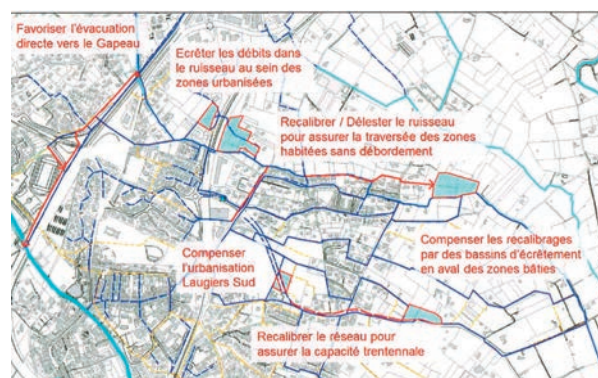 Favoriser l'évacuation
directe vers le Gapeau
Ecrêter les débits dans
le ruisseau au sein des
zones urbanisées
Recalibrer / Délester le ruisseau
pour assurer la traversée des zones
habitées sans débordement
Compenser
l'urbanisation
Laugiers Sud
Compenser les recalibrages
par des bassins d'écrêtement
en aval des zones bâties
Recalibrer le réseau pour
assurer la capacité trentennale